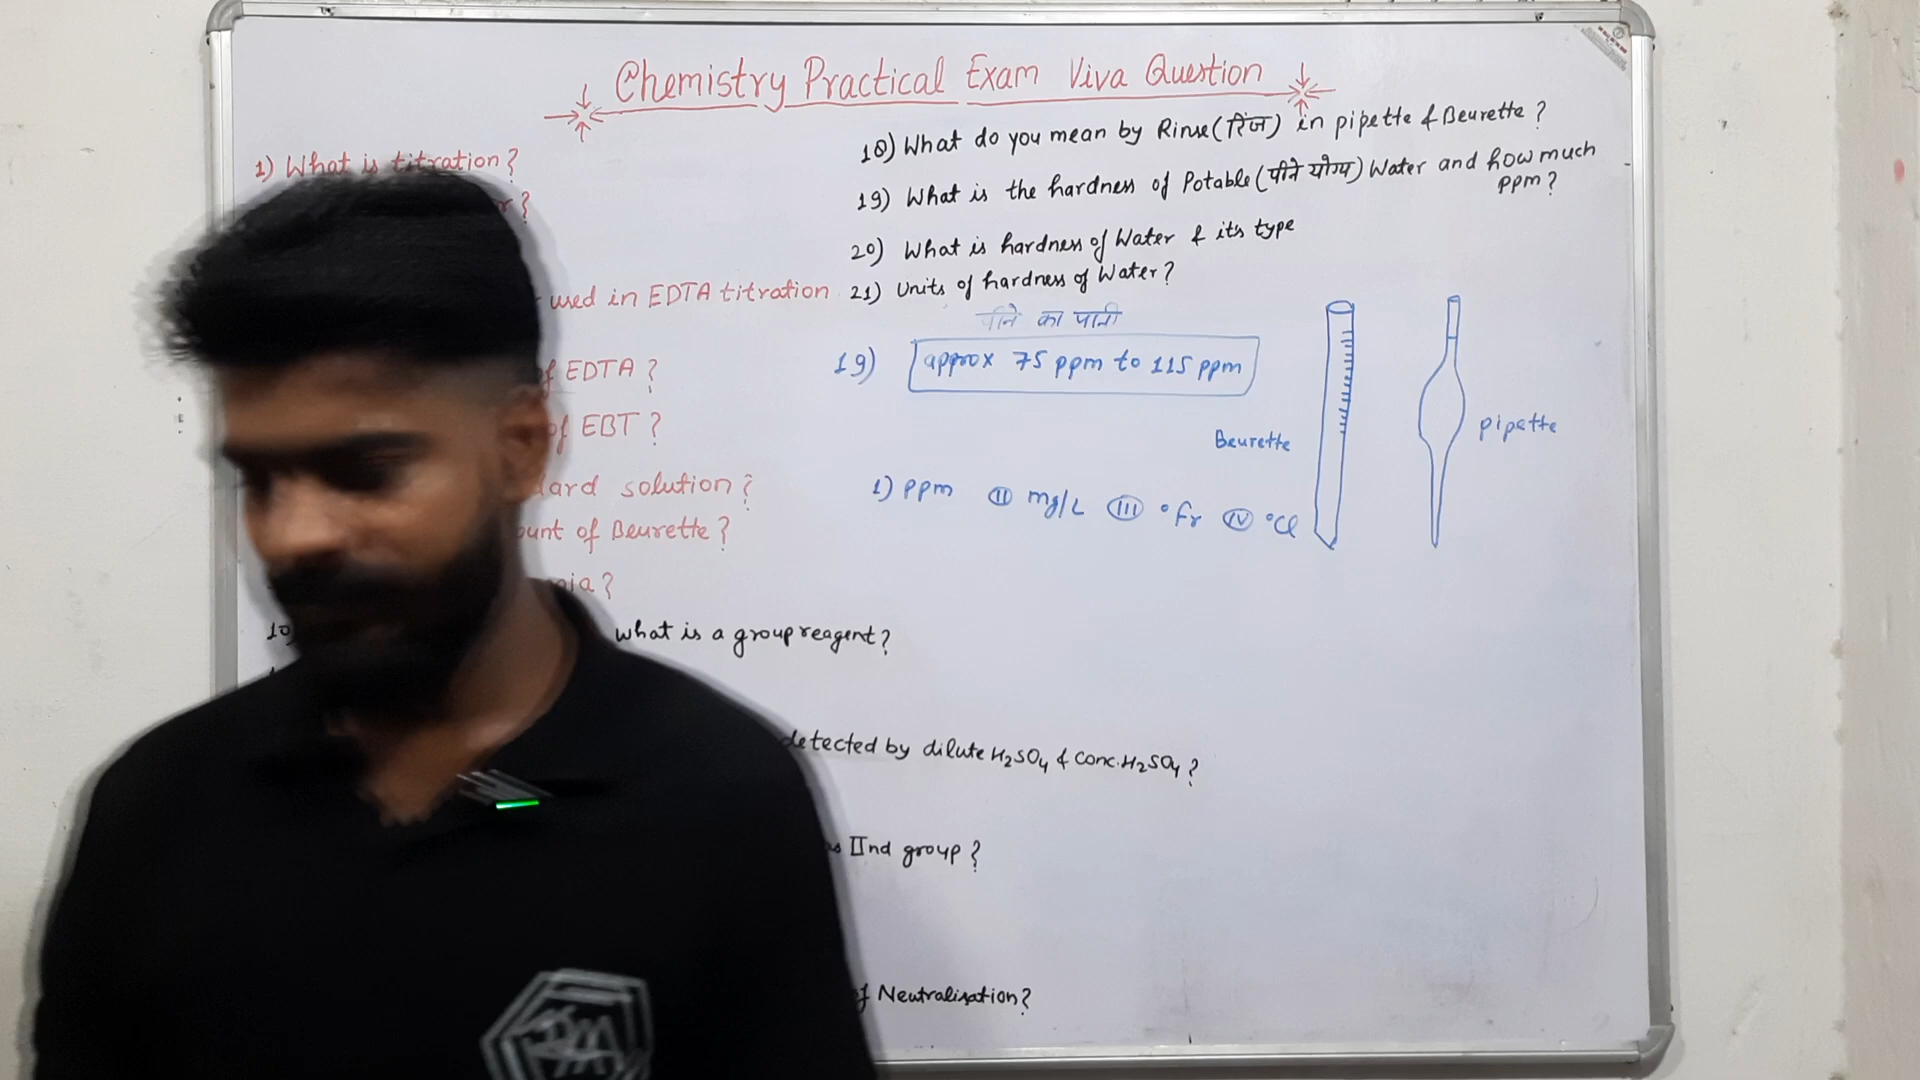 Chemistry Practical Exam Viva Question
1) What is titration?
?
used in EDTA titration
of EDTA ?
of EBT ?
solution ?
of Beurette ?
?
10)
what is a group reagent?
detected by dilute H₂SO₄ & Conc. H₂SO₄ ?
IInd group ?
of Neutralisation?
18) What do you mean by Rinse (रिंज) in pipette & Beurette ?
19) What is the hardness of Potable (पीने योग्य) Water and how much
ppm ?
20) What is hardness of Water & its type
21) Units of hardness of Water ?
पीने का पानी
19) approx 75 ppm to 115 ppm
Beurette
pipette
1) ppm II mg/L III °Fr IV °Cl